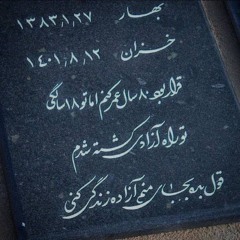 بهار ۱۳۸۳،۱،۲۷
خزان ۱۴۰۱،۸،۱۲
قرار بود ۸۰ سال عمر کنم اما تو ۱۸ سالگی
تو راه آزادی کشته شدم
قول بده بجای منم آزاده زندگی کنی